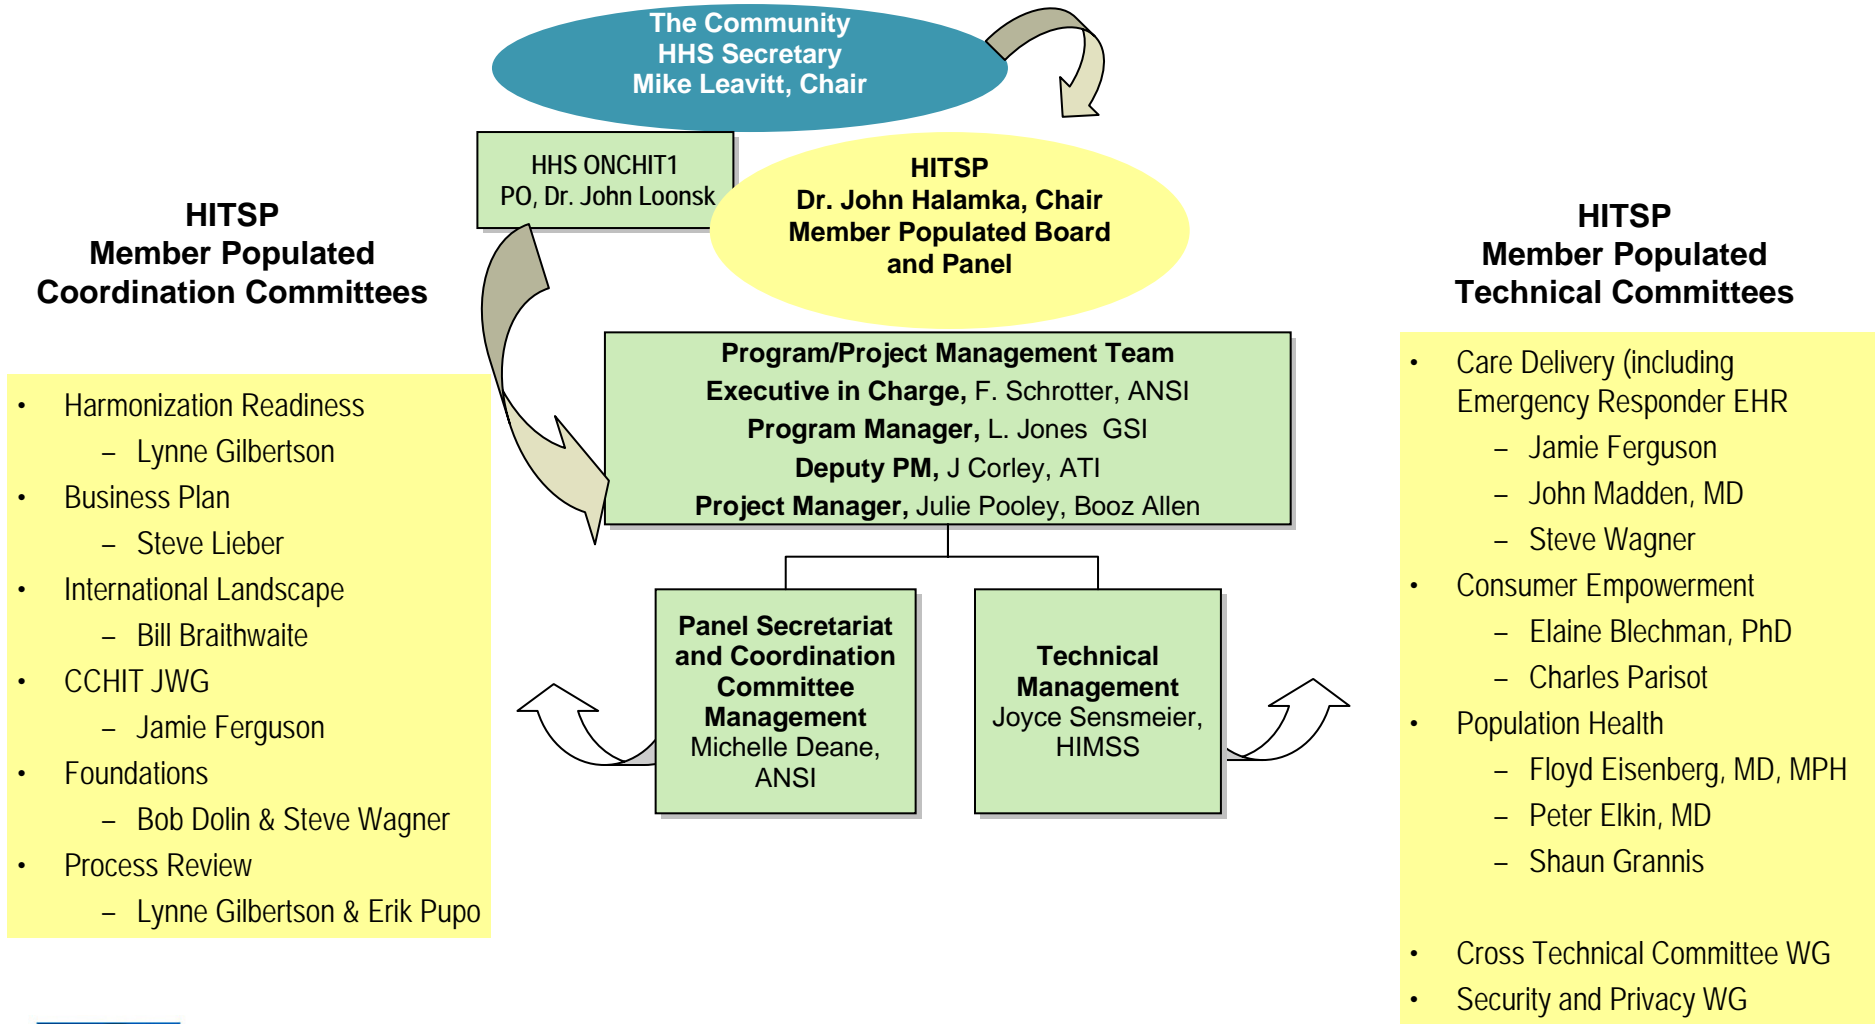 The Community
HHS Secretary
Mike Leavitt, Chair
HHS ONCHIT1
PO, Dr. John Loonsk
HITSP
Dr. John Halamka, Chair
Member Populated Board
and Panel
HITSP
Member Populated
Coordination Committees
• Harmonization Readiness
– Lynne Gilbertson
• Business Plan
– Steve Lieber
• International Landscape
– Bill Braithwaite
• CCHIT JWG
– Jamie Ferguson
• Foundations
– Bob Dolin & Steve Wagner
• Process Review
– Lynne Gilbertson & Erik Pupo
Program/Project Management Team
Executive in Charge, F. Schrotter, ANSI
Program Manager, L. Jones GSI
Deputy PM, J Corley, ATI
Project Manager, Julie Pooley, Booz Allen
Panel Secretariat
and Coordination
Committee
Management
Michelle Deane,
ANSI
Technical
Management
Joyce Sensmeier,
HIMSS
HITSP
Member Populated
Technical Committees
• Care Delivery (including
Emergency Responder EHR
– Jamie Ferguson
– John Madden, MD
– Steve Wagner
• Consumer Empowerment
– Elaine Blechman, PhD
– Charles Parisot
• Population Health
– Floyd Eisenberg, MD, MPH
– Peter Elkin, MD
– Shaun Grannis
• Cross Technical Committee WG
• Security and Privacy WG